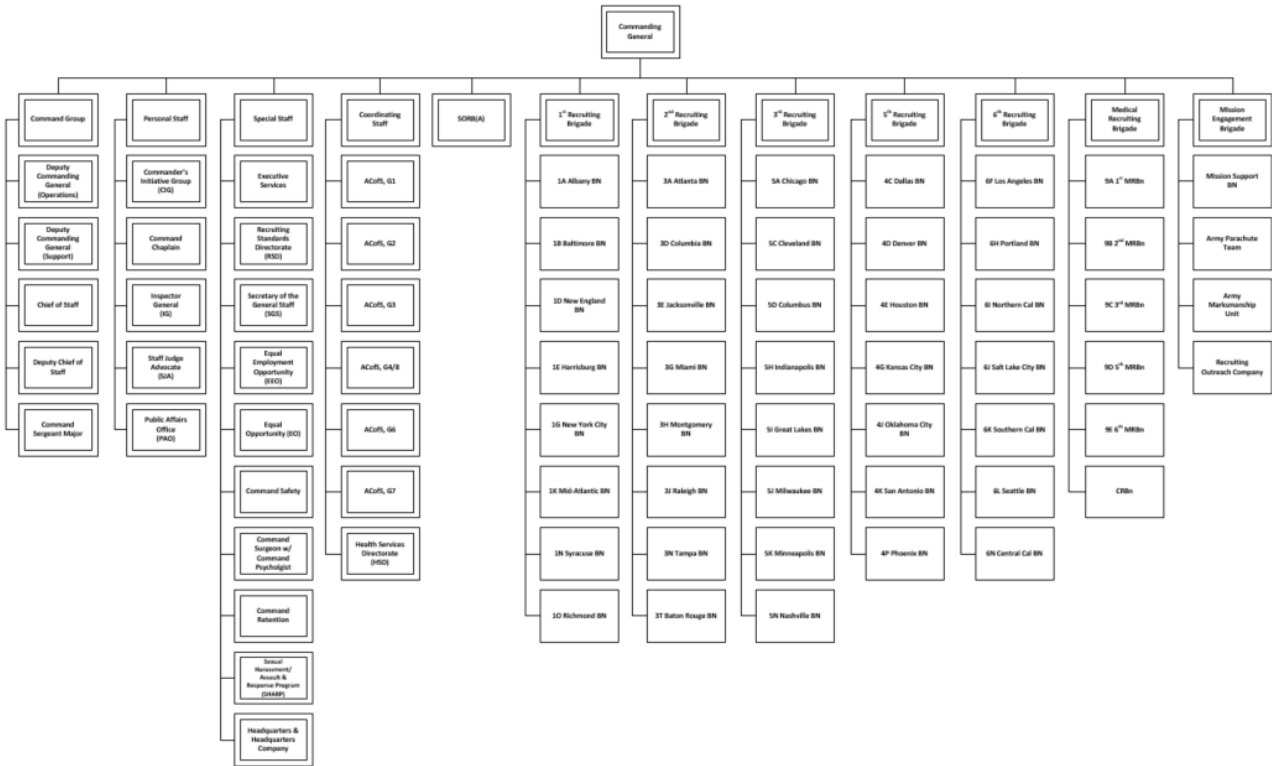 Commanding
General
Command Group
Personal Staff
Special Staff
Coordinating
Staff
SORB(A)
1st Recruiting
Brigade
2nd Recruiting
Brigade
3rd Recruiting
Brigade
5th Recruiting
Brigade
6th Recruiting
Brigade
Medical
Recruiting
Brigade
Mission
Engagement
Brigade
Deputy
Commanding
General
(Operations)
Deputy
Commanding
General
(Support)
Chief of Staff
Deputy Chief of
Staff
Command
Sergeant Major
Commander's
Initiative Group
(CIG)
Command
Chaplain
Inspector
General
(IG)
Staff Judge
Advocate
(SJA)
Public Affairs
Office
(PAO)
Executive
Services
Recruiting
Standards
Directorate
(RSD)
Secretary of the
General Staff
(SGS)
Equal
Employment
Opportunity
(EEO)
Equal
Opportunity (EO)
Command Safety
Command
Surgeon w/
Command
Psycholgist
Command
Retention
Sexual
Harassment/
Assault &
Response Program
(SHARP)
Headquarters &
Headquarters
Company
ACofS, G1
ACofS, G2
ACofS, G3
ACofS, G4/8
ACofS, G6
ACofS, G7
Health Services
Directorate
(HSD)
1A Albany BN
1B Baltimore BN
1D New England
BN
1E Harrisburg BN
1G New York City
BN
1K Mid-Atlantic BN
1N Syracuse BN
1O Richmond BN
3A Atlanta BN
3D Columbia BN
3E Jacksonville BN
3G Miami BN
3H Montgomery BN
3J Raleigh BN
3N Tampa BN
3T Baton Rouge BN
5A Chicago BN
5C Cleveland BN
5D Columbus BN
5H Indianapolis BN
5I Great Lakes BN
5J Milwaukee BN
5K Minneapolis BN
5N Nashville BN
4C Dallas BN
4D Denver BN
4E Houston BN
4G Kansas City BN
4J Oklahoma City
BN
4K San Antonio BN
4P Phoenix BN
6F Los Angeles BN
6H Portland BN
6I Northern Cal BN
6J Salt Lake City BN
6K Southern Cal BN
6L Seattle BN
6N Central Cal BN
9A 1st MRBn
9B 2nd MRBn
9C 3rd MRBn
9D 5th MRBn
9E 6th MRBn
CRBn
Mission Support
BN
Army Parachute
Team
Army
Marksmanship
Unit
Recruiting
Outreach Company